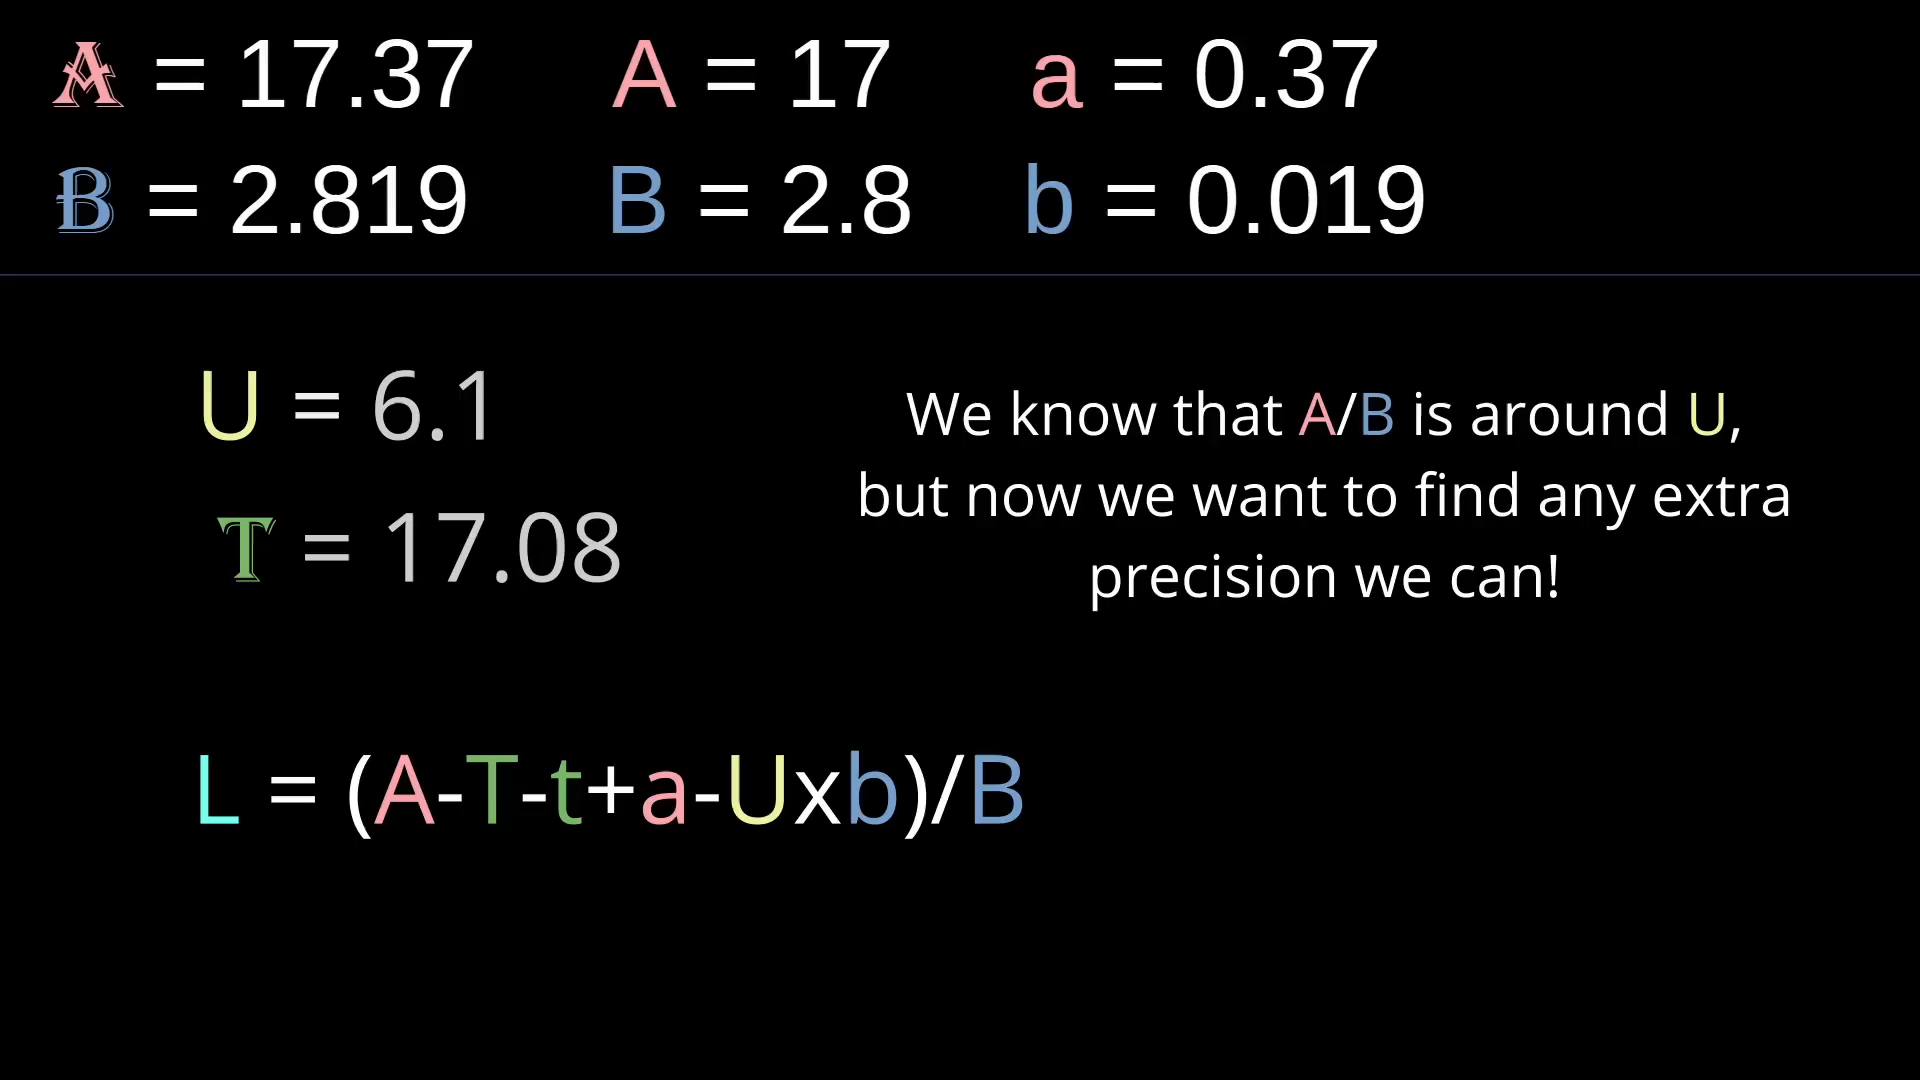 A = 17.37 A = 17 a = 0.37
B = 2.819 B = 2.8 b = 0.019
U = 6.1
T = 17.08
We know that A/B is around U,
but now we want to find any extra
precision we can!
L = (A-T-t+a-Uxb)/B